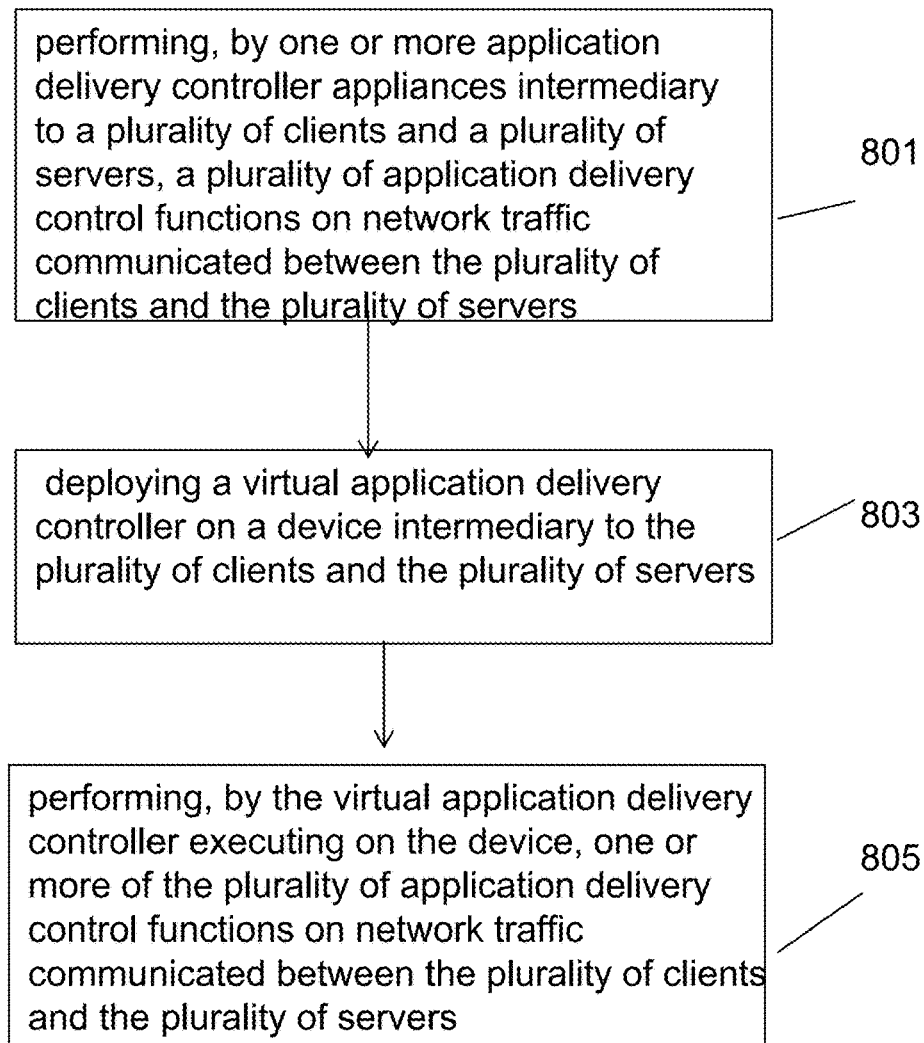 performing, by one or more application
delivery controller appliances intermediary
to a plurality of clients and a plurality of
servers, a plurality of application delivery
control functions on network traffic
communicated between the plurality of
clients and the plurality of servers
801
deploying a virtual application delivery
controller on a device intermediary to the
plurality of clients and the plurality of servers
803
performing, by the virtual application delivery
controller executing on the device, one or
more of the plurality of application delivery
control functions on network traffic
communicated between the plurality of clients
and the plurality of servers
805